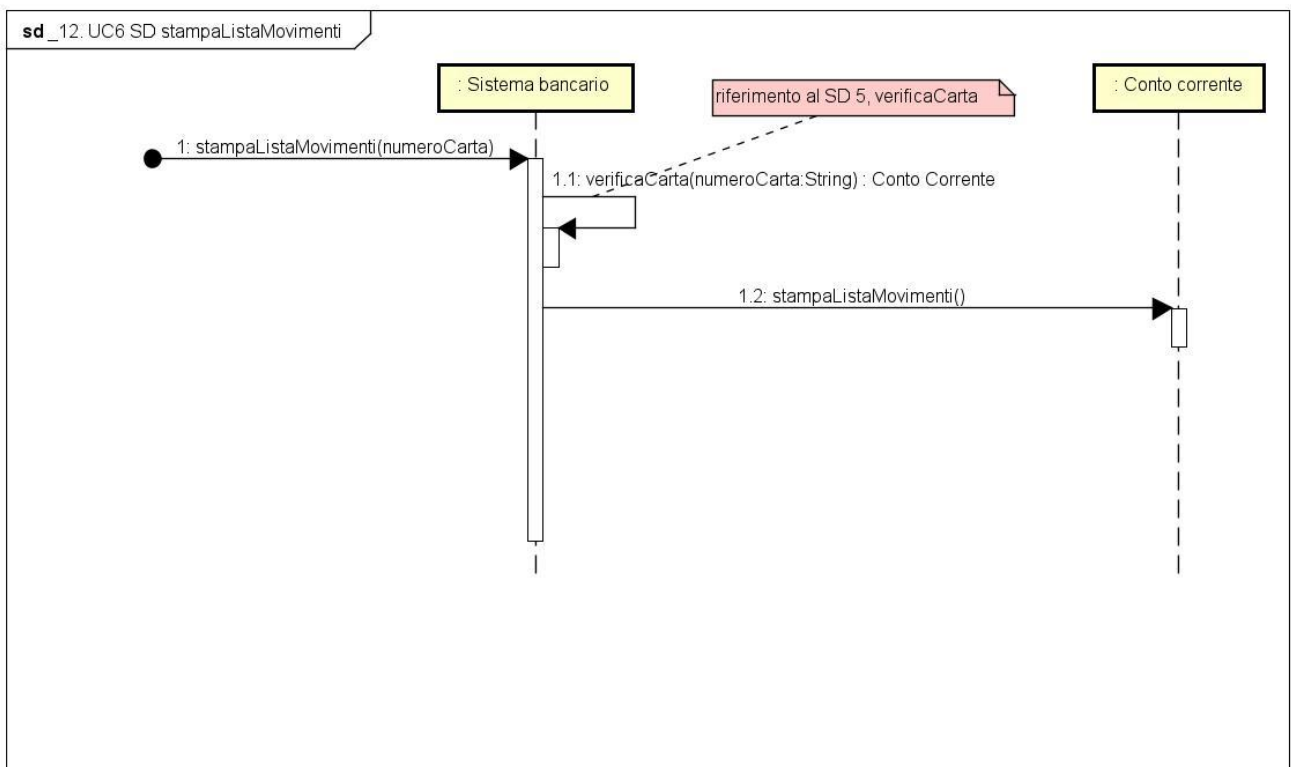 sd _12. UC6 SD stampaListaMovimenti
: Sistema bancario
riferimento al SD 5, verificaCarta
: Conto corrente
1: stampaListaMovimenti(numeroCarta)
1.1: verificaCarta(numeroCarta:String) : Conto Corrente
1.2: stampaListaMovimenti()